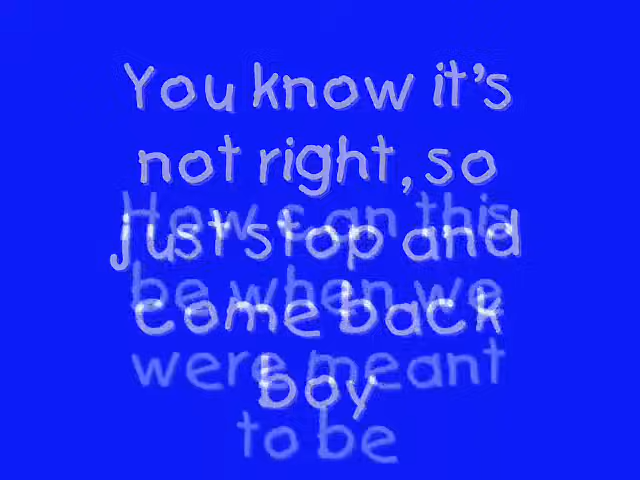 You know it's
not right, so
just stop and
come back
boy
How can this
be when we
were meant
to be